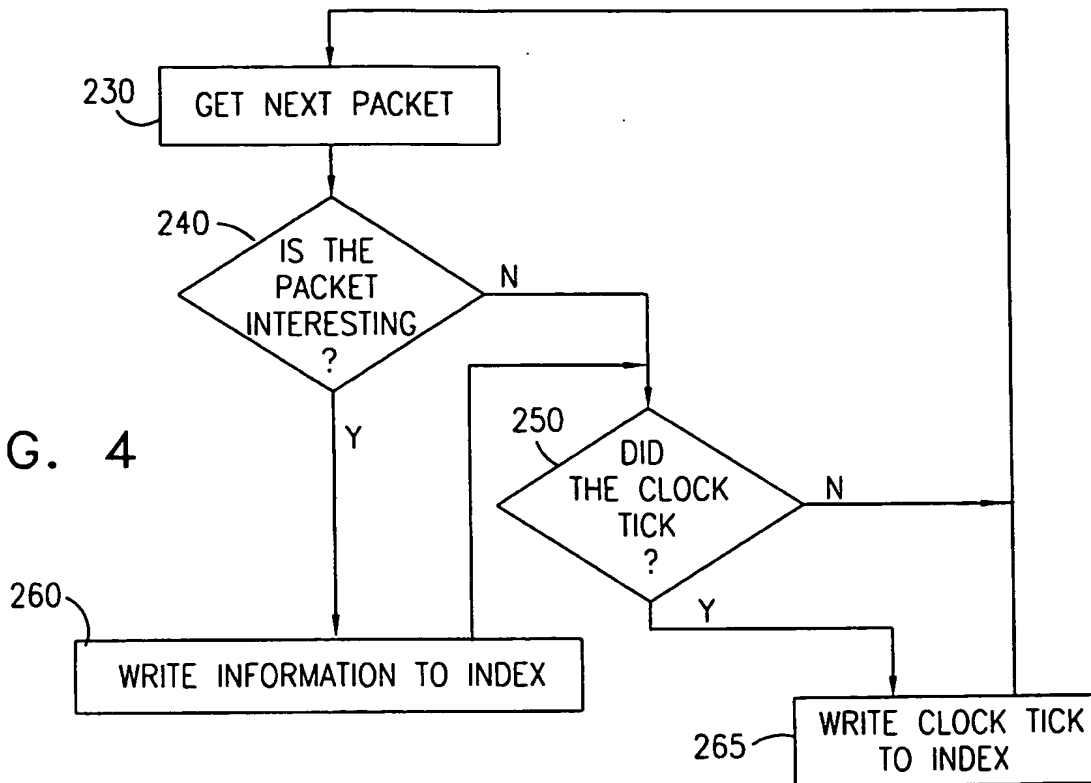 230
GET NEXT PACKET
240
IS THE
PACKET
INTERESTING
?
N
Y
G. 4
250
DID
THE CLOCK
TICK
?
N
Y
260
WRITE INFORMATION TO INDEX
265
WRITE CLOCK TICK
TO INDEX